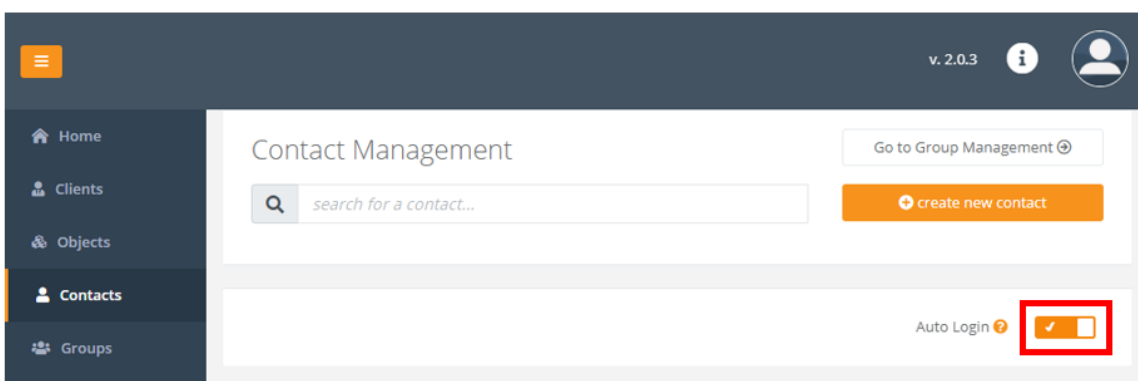 v. 2.0.3
Home
Clients
Objects
Contacts
Groups
Contact Management
Go to Group Management
search for a contact...
create new contact
Auto Login